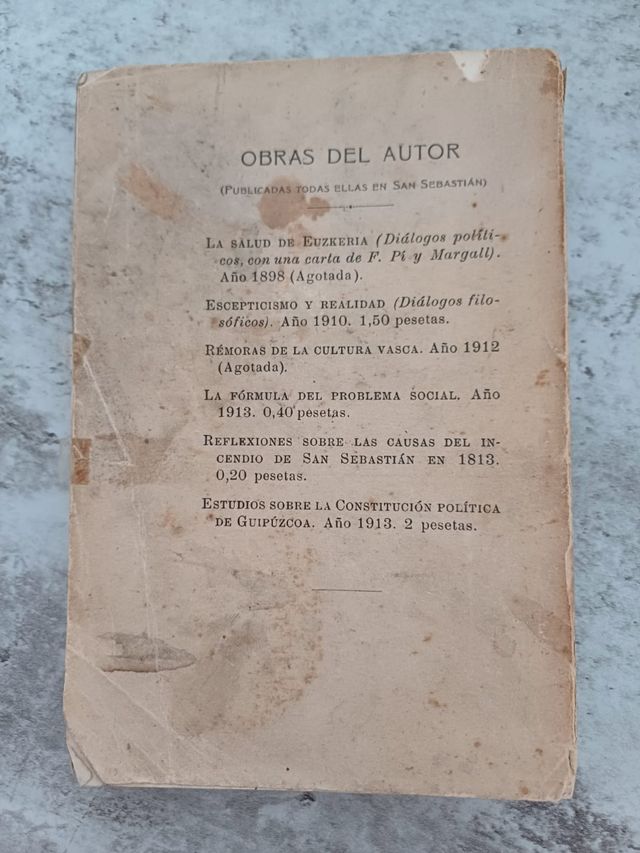 OBRAS DEL AUTOR
(PUBLICADAS TODAS ELLAS EN SAN SEBASTIÁN)
LA SALUD DE EUZKERIA (Diálogos políti-
cos, con una carta de F. Pí y Margall).
Año 1898 (Agotada).
ESCEPTICISMO Y REALIDAD (Diálogos filo-
sóficos). Año 1910. 1,50 pesetas.
RÉMORAS DE LA CULTURA VASCA. Año 1912
(Agotada).
LA FÓRMULA DEL PROBLEMA SOCIAL. Año
1913. 0,40 pesetas.
REFLEXIONES SOBRE LAS CAUSAS DEL IN-
CENDIO DE SAN SEBASTIÁN EN 1813.
0,20 pesetas.
ESTUDIOS SOBRE LA CONSTITUCIÓN POLÍTICA
DE GUIPÚZCOA. Año 1913. 2 pesetas.